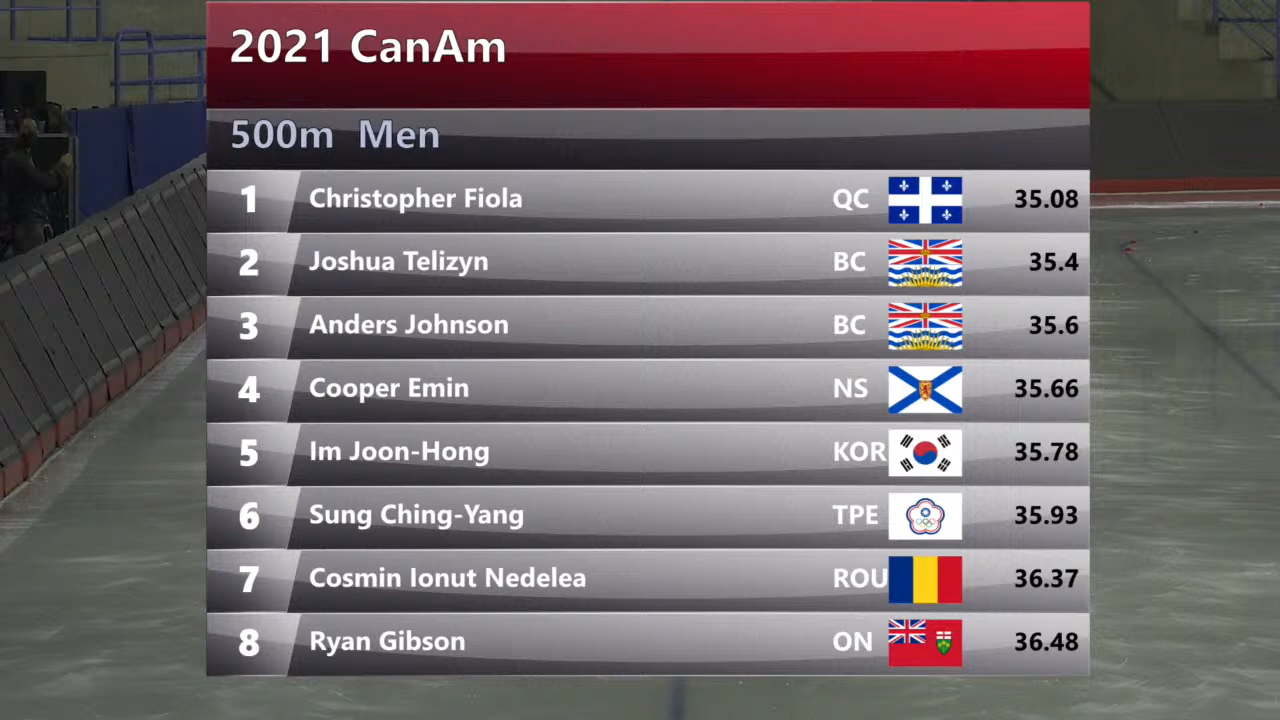 2021 CanAm
500m Men
1 Christopher Fiola QC 35.08
2 Joshua Telizyn BC 35.4
3 Anders Johnson BC 35.6
4 Cooper Emin NS 35.66
5 Im Joon-Hong KOR 35.78
6 Sung Ching-Yang TPE 35.93
7 Cosmin Ionut Nedelea ROU 36.37
8 Ryan Gibson ON 36.48